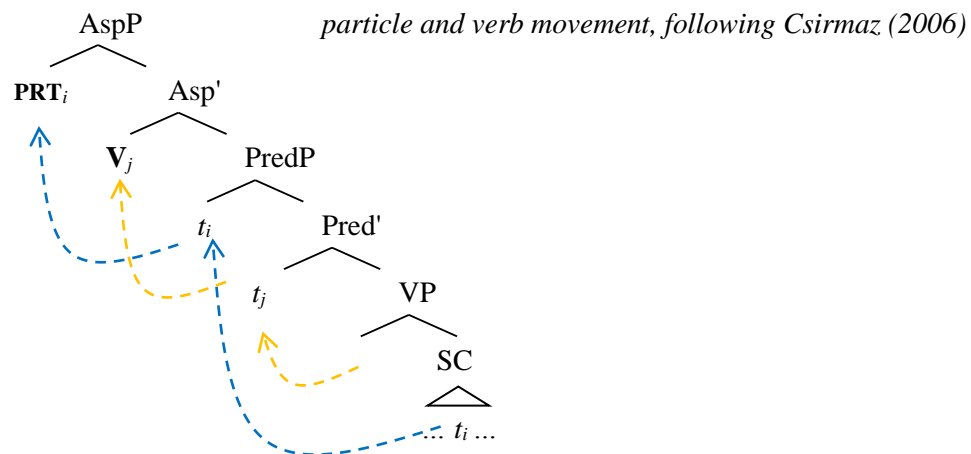 AspP particle and verb movement, following Csirmaz (2006)
PRTi Asp'
Vj PredP
ti Pred'
tj VP
SC
... ti ...